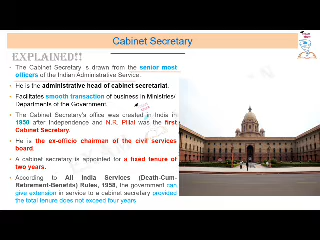 Cabinet Secretary
EXPLAINED!!
The Cabinet Secretary is drawn from the senior most
officers of the Indian Administrative Service.
He is the administrative head of cabinet secretariat.
Facilitates smooth transaction of business in Ministries/
Departments of the Government.
The Cabinet Secretary's office was created in India in
1950 after independence and N.R. Pillai was the first
Cabinet Secretary.
He is the ex-officio chairman of the civil services
board.
A cabinet secretary is appointed for a fixed tenure of
two years.
According to All India Services (Death-Cum-
Retirement-Benefits) Rules, 1958, the government can
give extension in service to a cabinet secretary provided
the total tenure does not exceed four years.